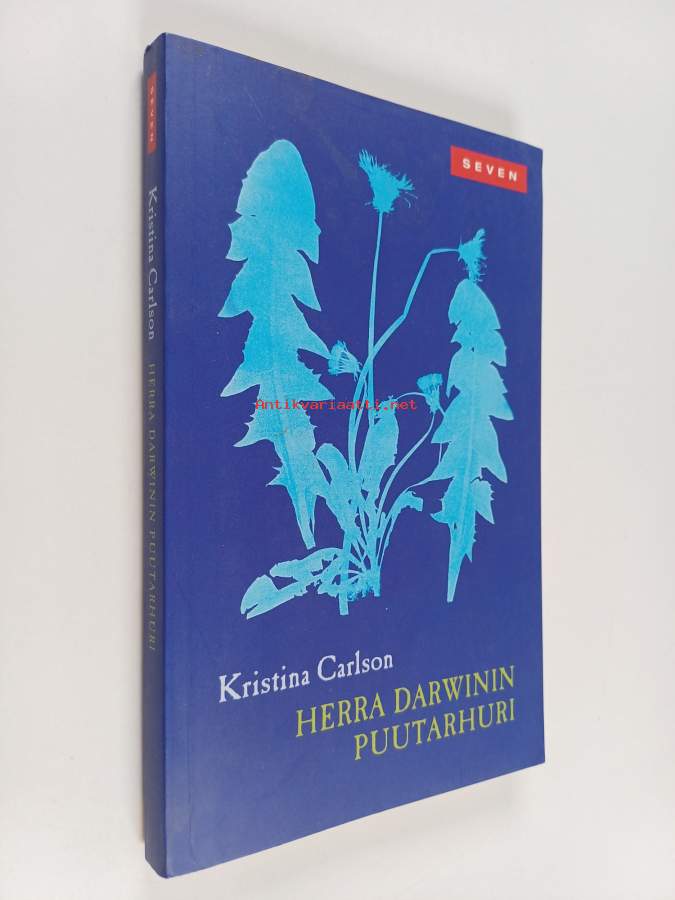 SEVEN
Kristina Carlson HERRA DARWININ PUUTARHURI
SEVEN
Antikvariaatti.net
Kristina Carlson
HERRA DARWININ
PUUTARHURI